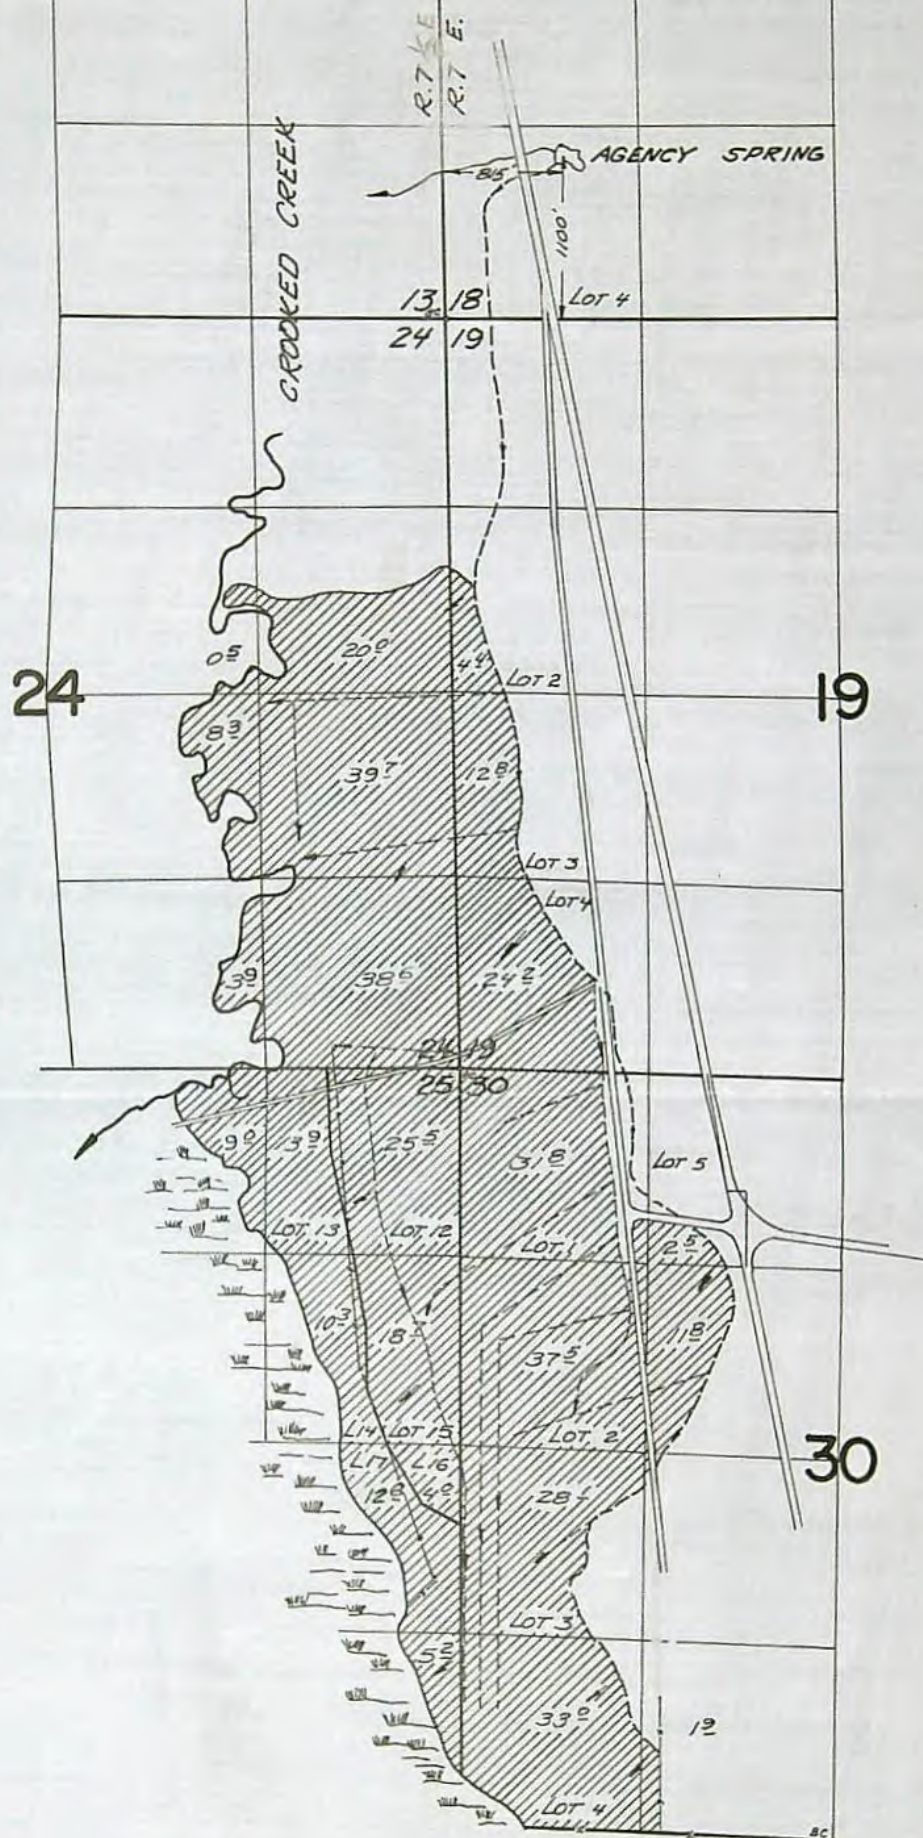 R.7½ E.
R.7 E.
AGENCY SPRING
815
1100'
CROOKED CREEK
13 18
LOT 4
24 19
0 5
20 0
4 4
LOT 2
24
19
8 3
39 7
12 8
LOT 3
LOT 4
3 9
38 6
24 2
24 19
25 30
9 0
3 9
25 5
31 8
LOT 5
LOT 13
LOT 12
LOT 1
2 5
10 3
18
37 5
11 8
L14
LOT 15
LOT 2
30
L17
L16
12 0
4 0
28
LOT 3
5 2
33 0
1 9
LOT 4
BC